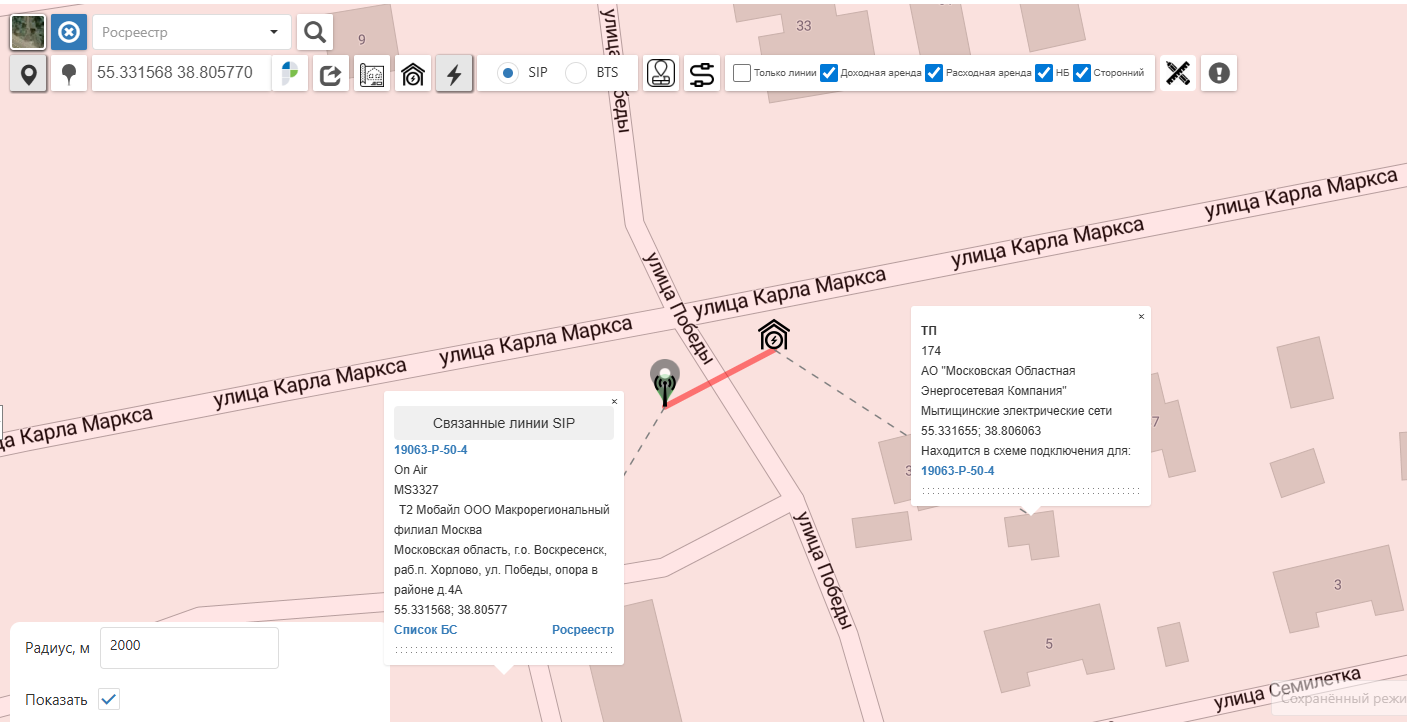 Росреестр
55.331568 38.805770
SIP
BTS
Только линии
Доходная аренда
Расходная аренда
НБ
Сторонний
9
33
улица Победы
улица Карла Маркса
улица Карла Маркса
улица Карла Маркса
улица Карла Маркса
улица Карла Маркса
ца Карла Маркса
улица Победы
улица Победы
ТП
174
АО "Московская Областная
Энергосетевая Компания"
Мытищинские электрические сети
55.331655; 38.806063
Находится в схеме подключения для:
19063-Р-50-4
Связанные линии SIP
19063-Р-50-4
On Air
MS3327
Т2 Мобайл ООО Макрорегиональный
филиал Москва
Московская область, г.о. Воскресенск,
раб.п. Хорлово, ул. Победы, опора в
районе д.4А
55.331568; 38.80577
Список БС
Росреестр
7
3
3
5
улица Семилетка
Сохранённый режи
Радиус, м
2000
Показать